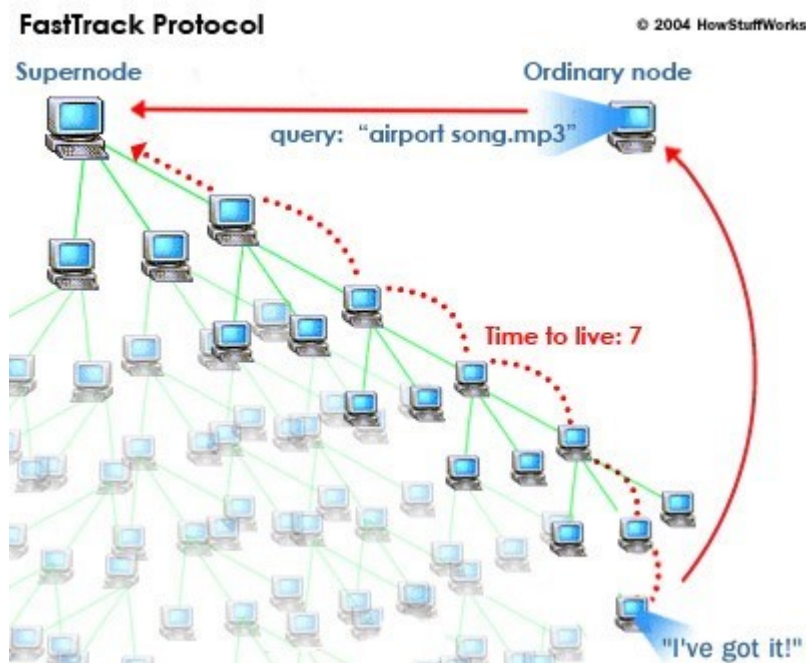 FastTrack Protocol
© 2004 HowStuffWorks
Supernode
Ordinary node
query: “airport song.mp3”
Time to live: 7
"I've got it!"